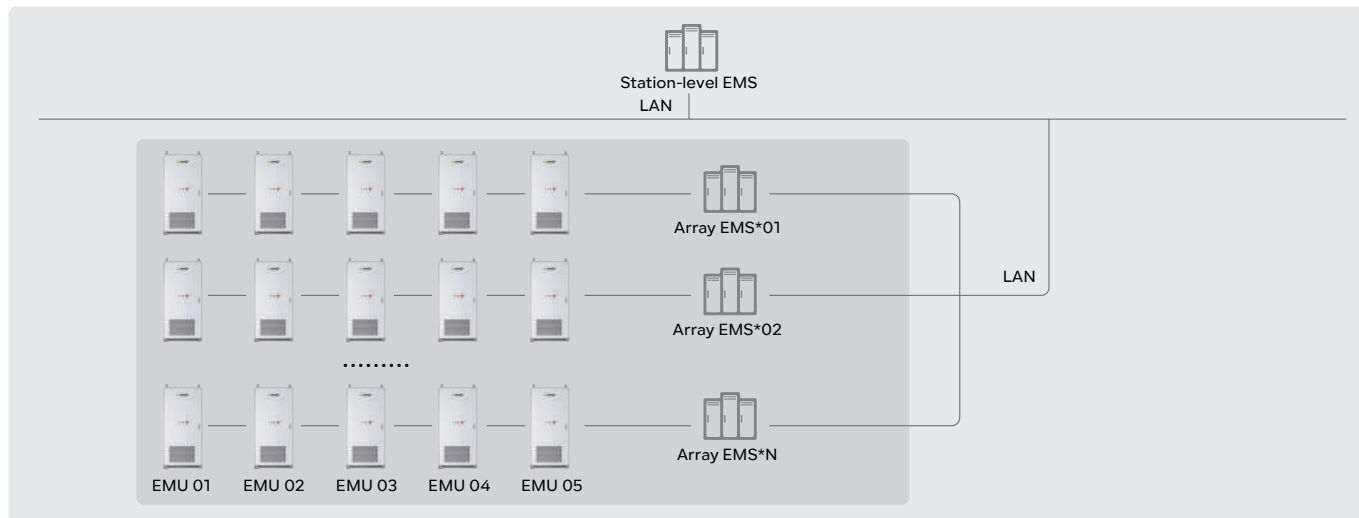 Station-level EMS
LAN
Array EMS*01
LAN
Array EMS*02
.........
Array EMS*N
EMU 01 EMU 02 EMU 03 EMU 04 EMU 05